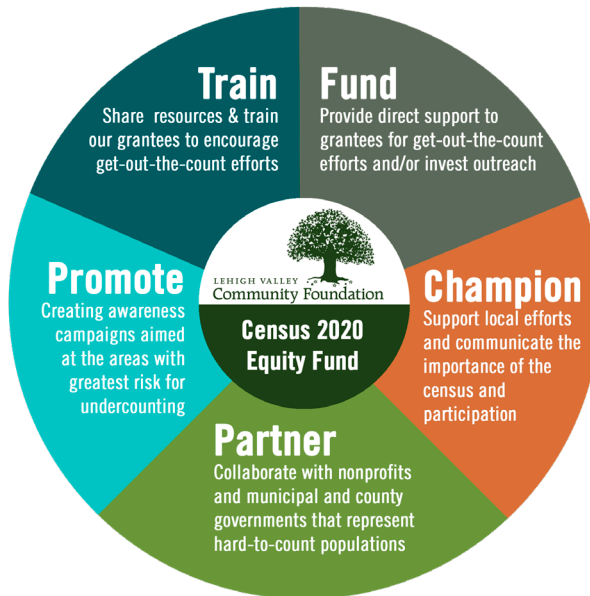 Train
Share resources & train
our grantees to encourage
get-out-the-count efforts
Fund
Provide direct support to
grantees for get-out-the-count
efforts and/or invest outreach
Promote
Creating awareness
campaigns aimed
at the areas with
greatest risk for
undercounting
LEHIGH VALLEY
Community Foundation
Census 2020
Equity Fund
Champion
Support local efforts
and communicate the
importance of the
census and
participation
Partner
Collaborate with nonprofits
and municipal and county
governments that represent
hard-to-count populations